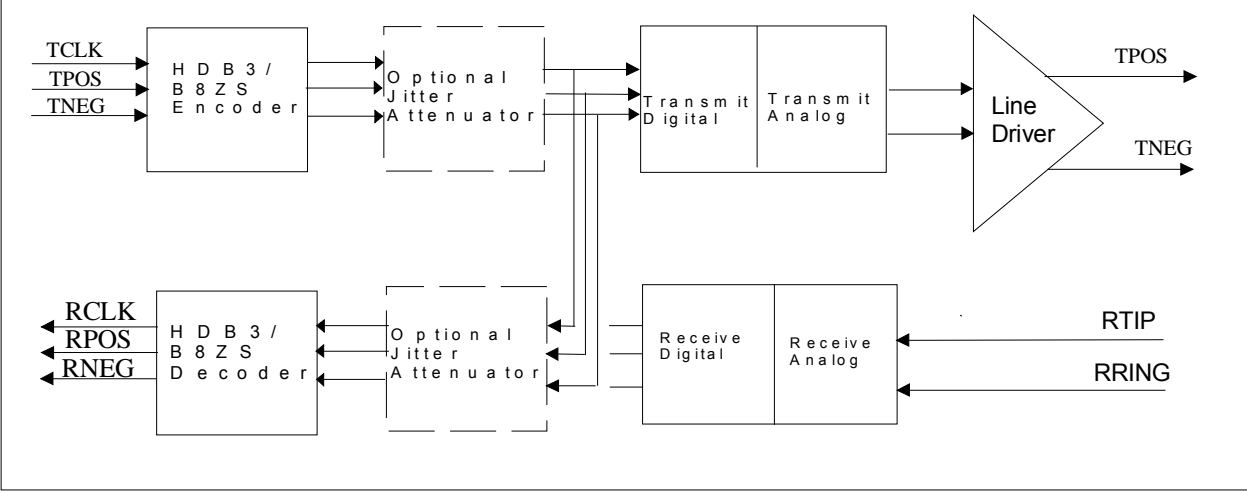 TCLK
TPOS
TNEG
HDB3/
B8ZS
Encoder
Optional
Jitter
Attenuator
Transmit
Digital
Transmit
Analog
Line
Driver
TPOS
TNEG
RCLK
RPOS
RNEG
HDB3/
B8ZS
Decoder
Optional
Jitter
Attenuator
Receive
Digital
Receive
Analog
RTIP
RRING